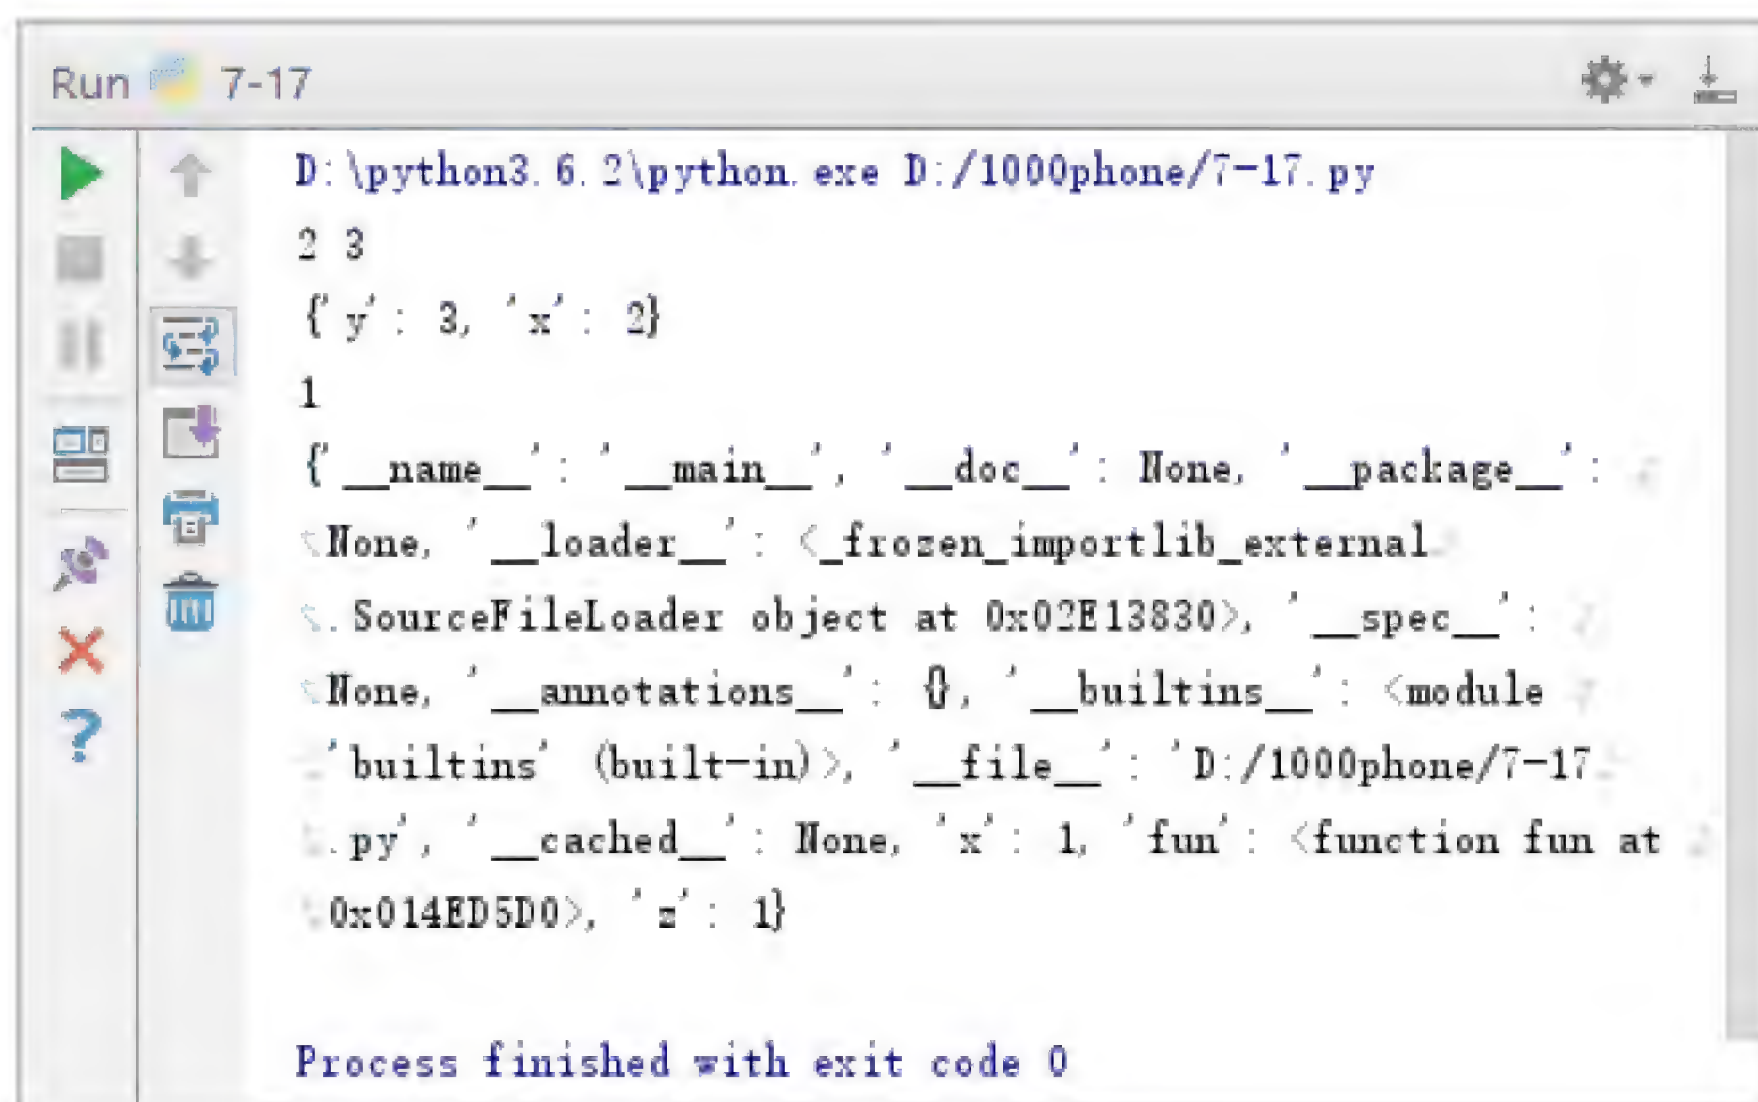 Run 7-17
D:\python3.6.2\python.exe D:/1000phone/7-17.py
2 3
{'y': 3, 'x': 2}
1
{'__name__': '__main__', '__doc__': None, '__package__':
None, '__loader__': <_frozen_importlib_external
.SourceFileLoader object at 0x02E13830>, '__spec__':
None, '__annotations__': {}, '__builtins__': <module
'builtins' (built-in)>, '__file__': 'D:/1000phone/7-17
.py', '__cached__': None, 'x': 1, 'fun': <function fun at
0x014ED5D0>, 'z': 1}
Process finished with exit code 0